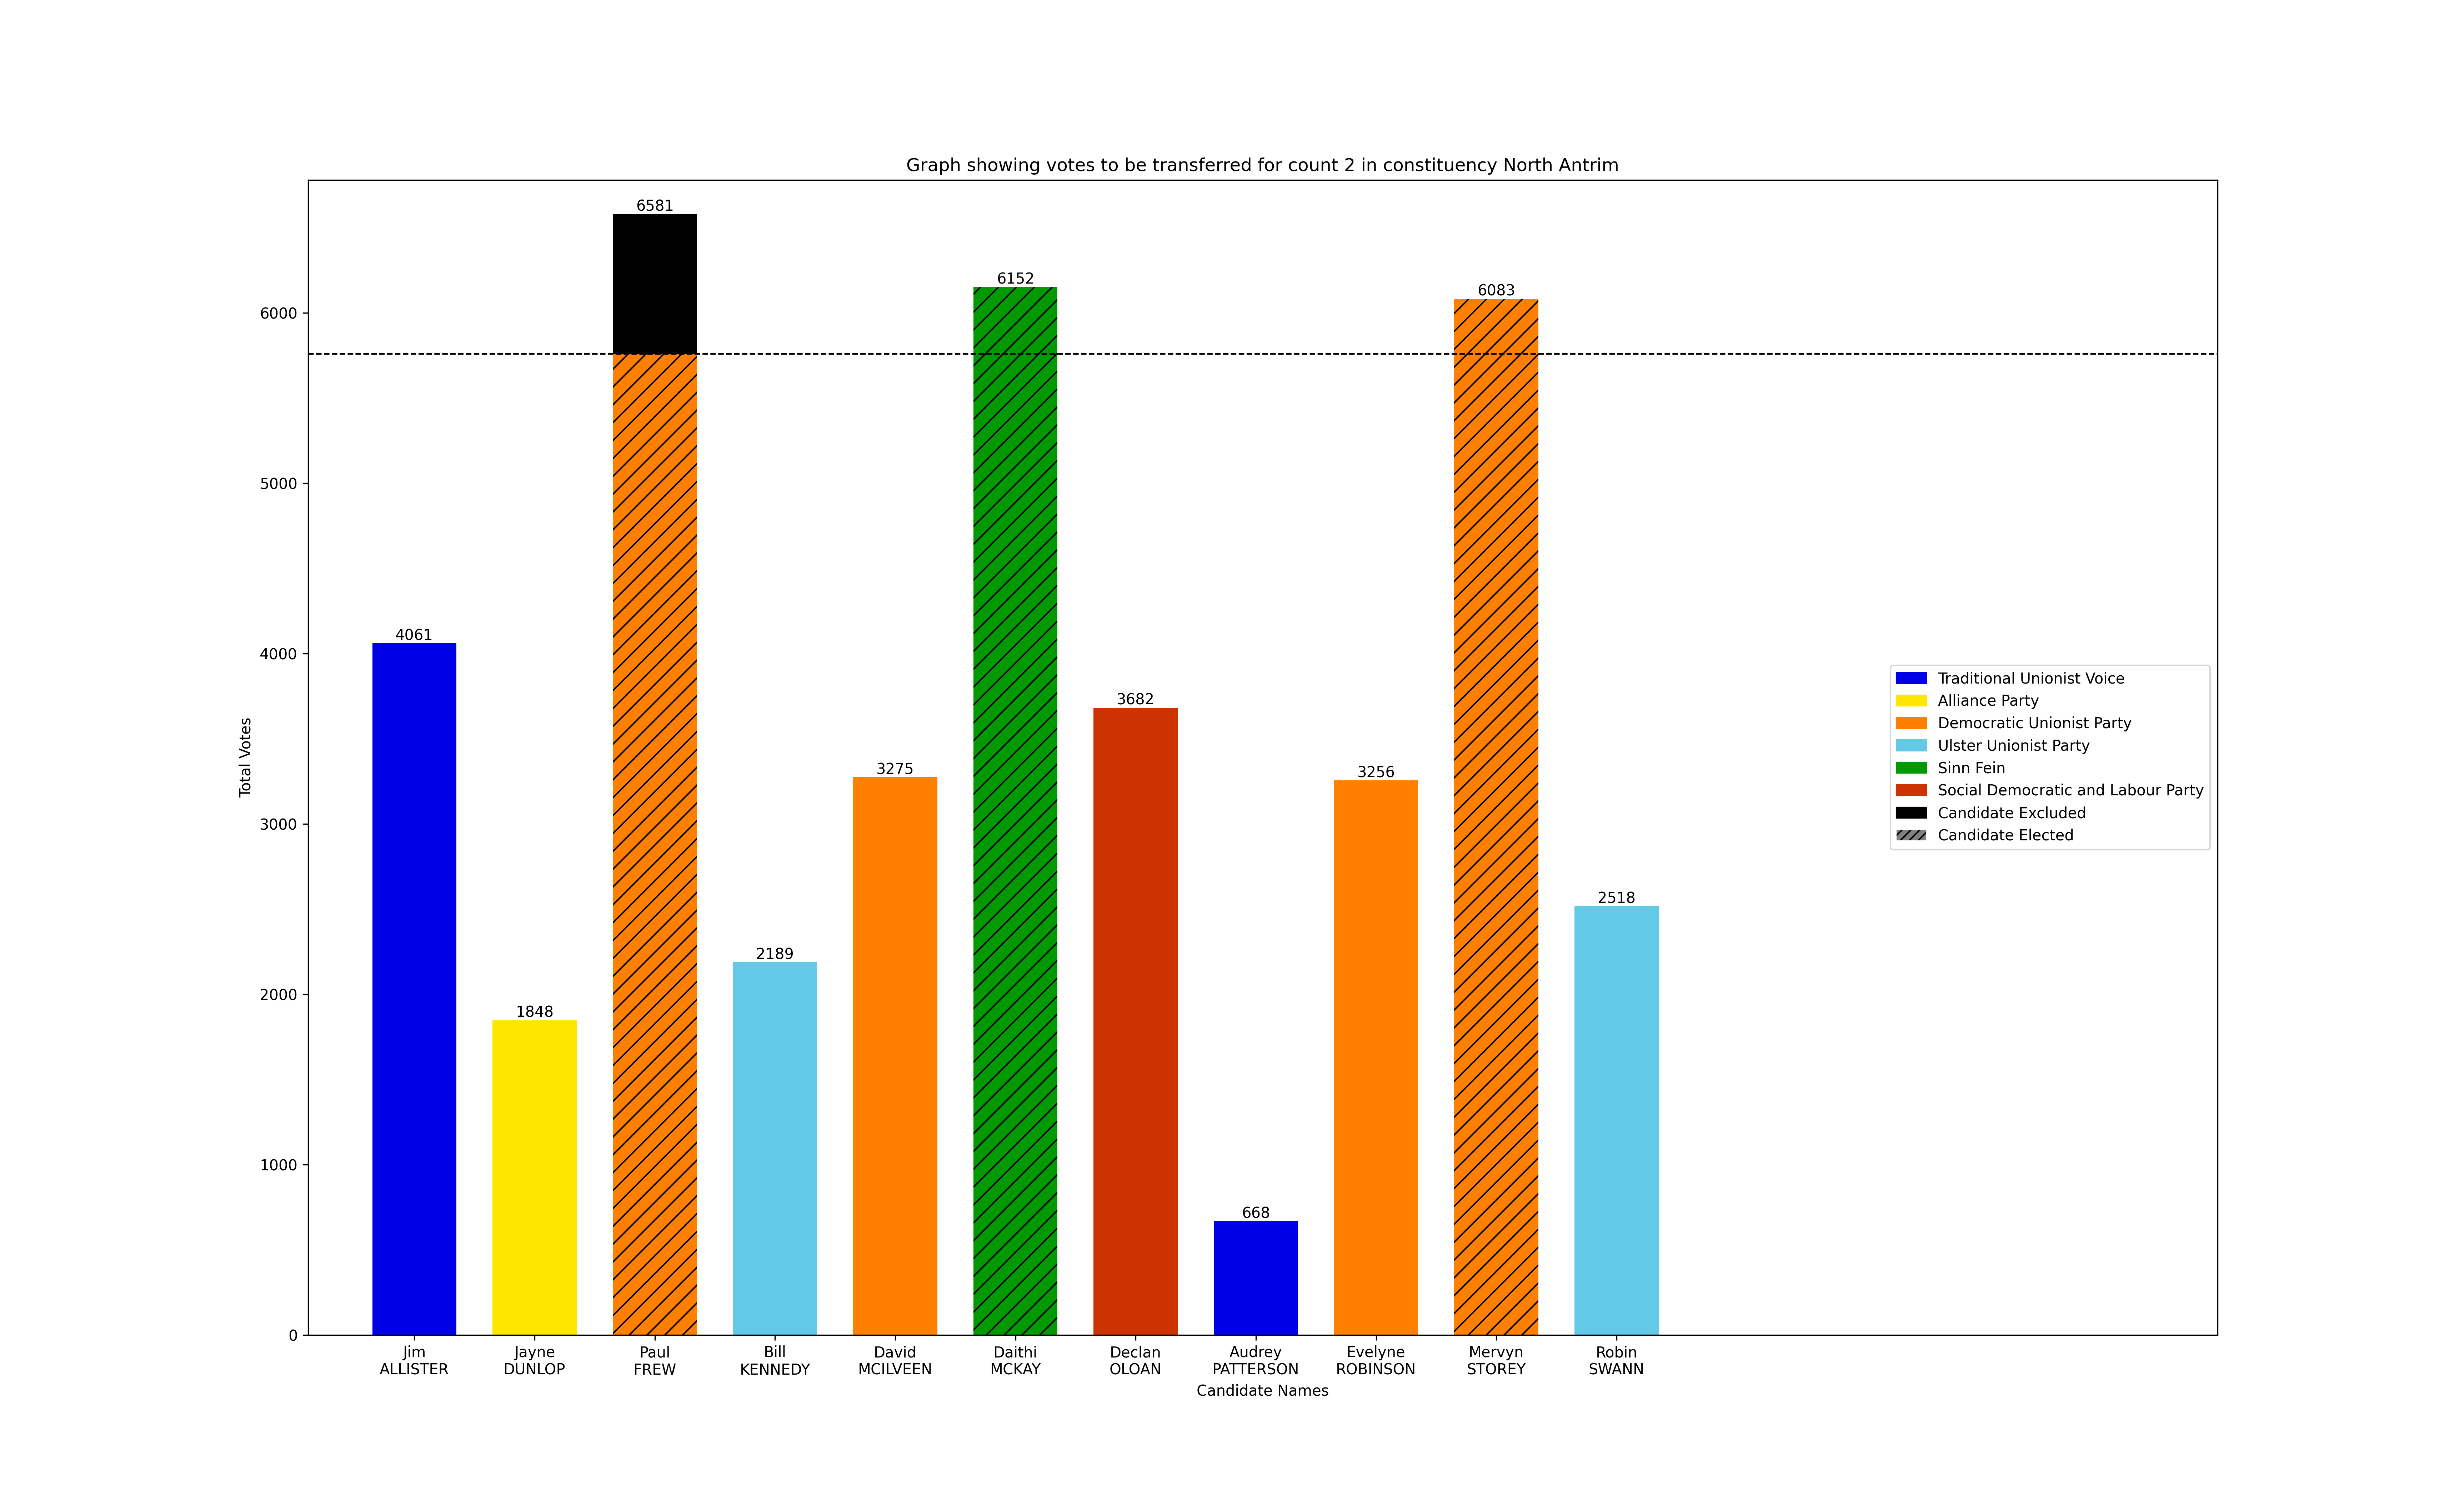 Graph showing votes to be transferred for count 2 in constituency North Antrim
6581
6152
6083
6000
5000
4061
4000
3682
3275
3256
3000
2518
2189
2000
1848
1000
668
0
Total Votes
Traditional Unionist Voice
Alliance Party
Democratic Unionist Party
Ulster Unionist Party
Sinn Fein
Social Democratic and Labour Party
Candidate Excluded
Candidate Elected
Jim
ALLISTER
Jayne
DUNLOP
Paul
FREW
Bill
KENNEDY
David
MCILVEEN
Daithi
MCKAY
Declan
OLOAN
Audrey
PATTERSON
Evelyne
ROBINSON
Mervyn
STOREY
Robin
SWANN
Candidate Names